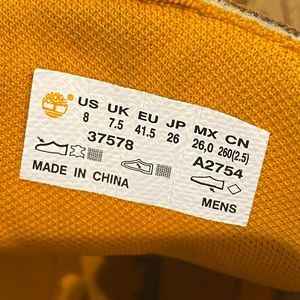 US UK EU JP MX CN
8 7.5 41.5 26 26,0 260(2.5)
37578 A2754
MADE IN CHINA MENS